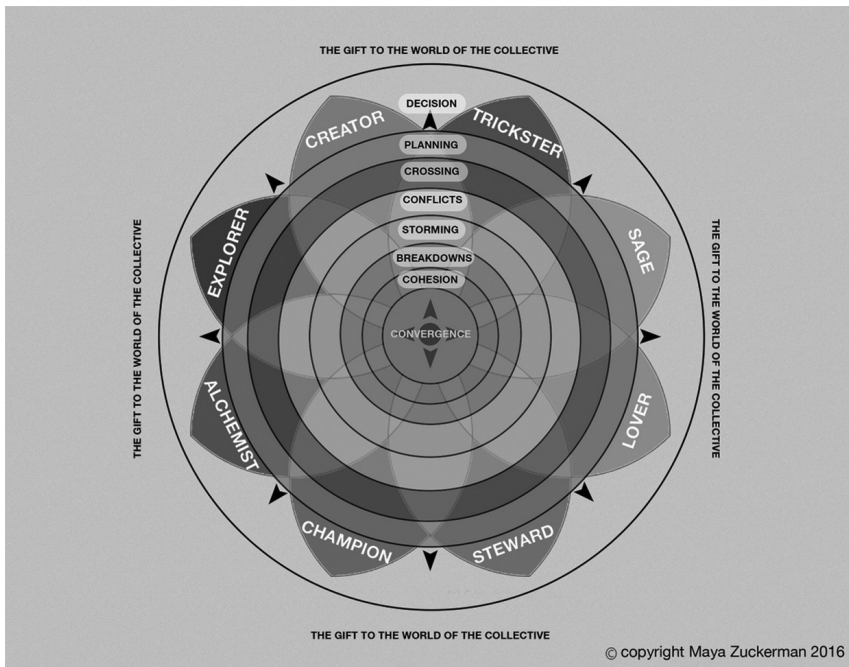 THE GIFT TO THE WORLD OF THE COLLECTIVE
DECISION
CREATOR
TRICKSTER
PLANNING
CROSSING
CONFLICTS
STORMING
BREAKDOWNS
COHESION
CONVERGENCE
EXPLORER
SAGE
THE GIFT TO THE WORLD OF THE COLLECTIVE
THE GIFT TO THE WORLD OF THE COLLECTIVE
ALCHEMIST
LOVER
CHAMPION
STEWARD
THE GIFT TO THE WORLD OF THE COLLECTIVE
© copyright Maya Zuckerman 2016